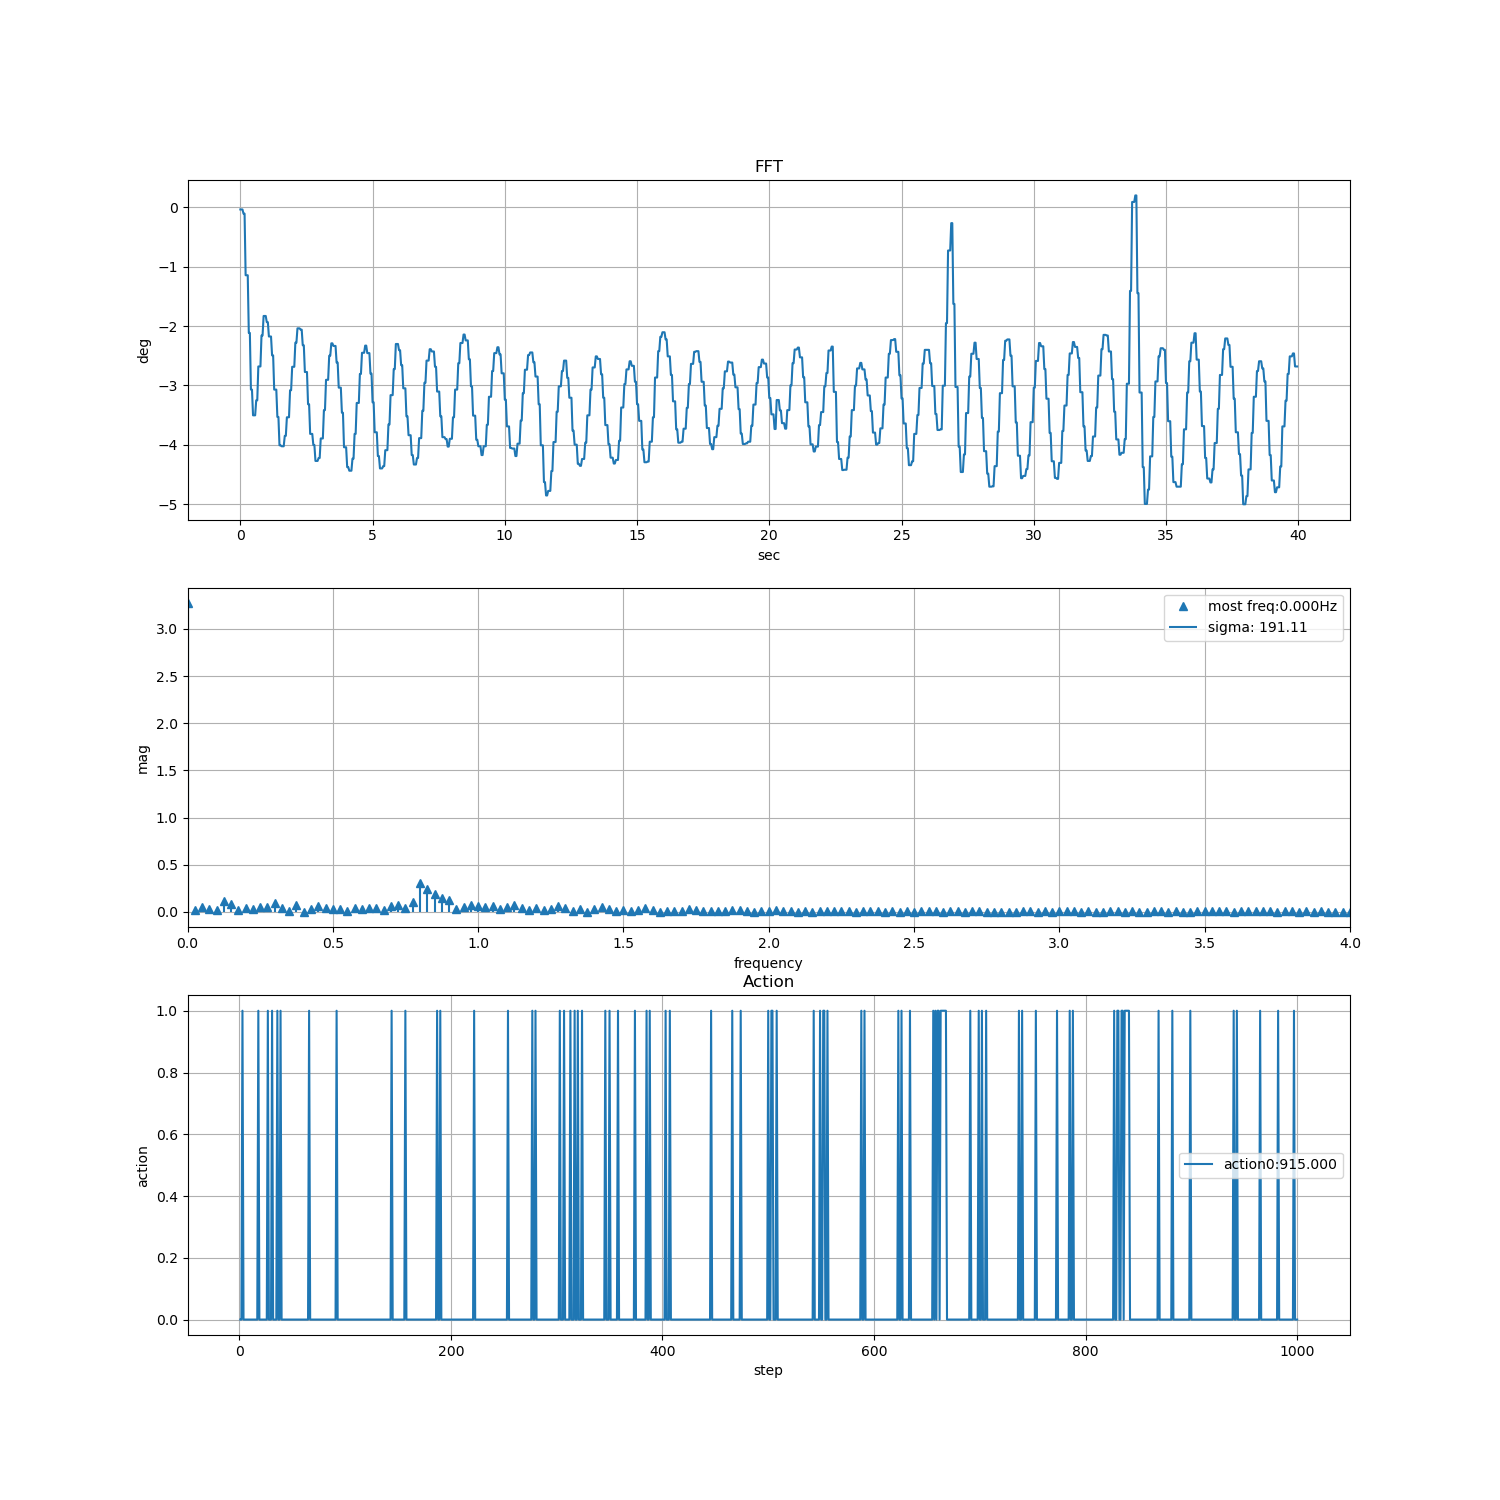 FFT
0
−1
−2
−3
−4
−5
deg
0 5 10 15 20 25 30 35 40
sec
most freq:0.000Hz
sigma: 191.11
3.0
2.5
2.0
1.5
1.0
0.5
0.0
mag
0.0 0.5 1.0 1.5 2.0 2.5 3.0 3.5 4.0
frequency
Action
1.0
0.8
0.6
0.4
0.2
0.0
action
action0:915.000
0 200 400 600 800 1000
step